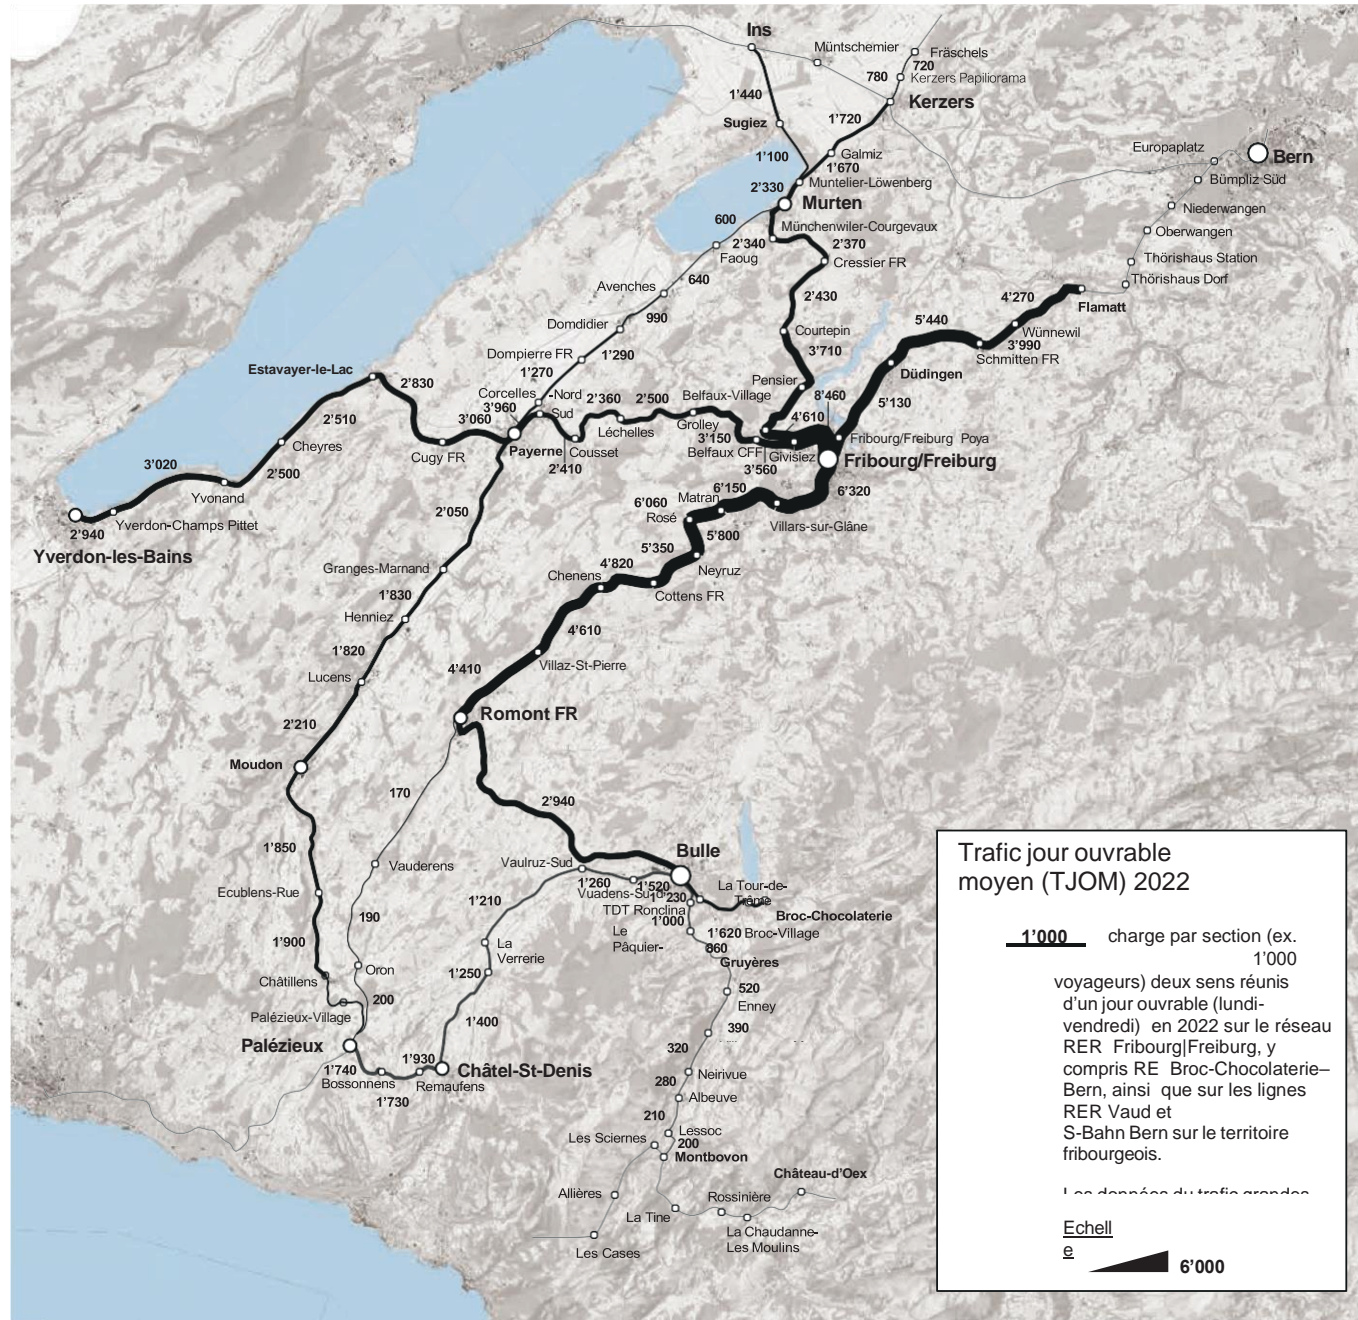 Ins
Müntschemier
Fräschels
720
780
Kerzers Papiliorama
Kerzers
1'440
1'720
Sugiez
Galmiz
1'670
1'100
Europaplatz
Bern
Bümpliz Süd
Muntelier-Löwenberg
2'330
Murten
Niederwangen
600
Münchenwiler-Courgevaux
Oberwangen
2'340
2'370
Faoug
Cressier FR
Thörishaus Station
Thörishaus Dorf
640
Avenches
4'270
Flamatt
2'430
990
5'440
Wünnewil
Domdidier
Courtepin
3'990
Schmitten FR
Dompierre FR
1'290
3'710
Estavayer-le-Lac
1'270
Düdingen
2'830
Pensier
Corcelles
-Nord
2'360
2'500
Belfaux-Village
8'460
3'960
Sud
5'130
2'510
3'060
4'610
Léchelles
Grolley
3'150
Fribourg/Freiburg Poya
Cheyres
Cugy FR
Payerne
Cousset
Belfaux CFF
Givisiez
Fribourg/Freiburg
3'020
2'500
2'410
3'560
Yvonand
6'150
6'320
6'060
Matran
2'050
Rosé
Villars-sur-Glâne
Yverdon-Champs Pittet
2'940
5'800
Yverdon-les-Bains
5'350
Granges-Marnand
4'820
Neyruz
Chenens
1'830
Cottens FR
Henniez
4'610
1'820
4'410
Villaz-St-Pierre
Lucens
Romont FR
2'210
Moudon
170
2'940
1'850
Bulle
Vauderens
Vaulruz-Sud
1'260
1'520
La Tour-de-
Trême
Ecublens-Rue
Vuadens-Sud
1'210
230
TDT Ronclina
190
1'000
Broc-Chocolaterie
1'900
La
Verrerie
Le
Pâquier-
1'620
Broc-Village
860
Gruyères
Oron
1'250
Châtillens
520
200
Enney
Palézieux-Village
1'400
390
Palézieux
320
1'930
Châtel-St-Denis
1'740
Neirivue
Bossonnens
Remaufens
280
1'730
Albeuve
210
Lessoc
Les Sciernes
200
Montbovon
Château-d'Oex
Allières
Rossinière
La Tine
La Chaudanne-
Les Moulins
Les Cases
Trafic jour ouvrable
moyen (TJOM) 2022
1'000 charge par section (ex.
1'000
voyageurs) deux sens réunis
d'un jour ouvrable (lundi-
vendredi) en 2022 sur le réseau
RER Fribourg|Freiburg, y
compris RE Broc-Chocolaterie–
Bern, ainsi que sur les lignes
RER Vaud et
S-Bahn Bern sur le territoire
fribourgeois.
Les données du trafic grandes
Echell
e
6'000